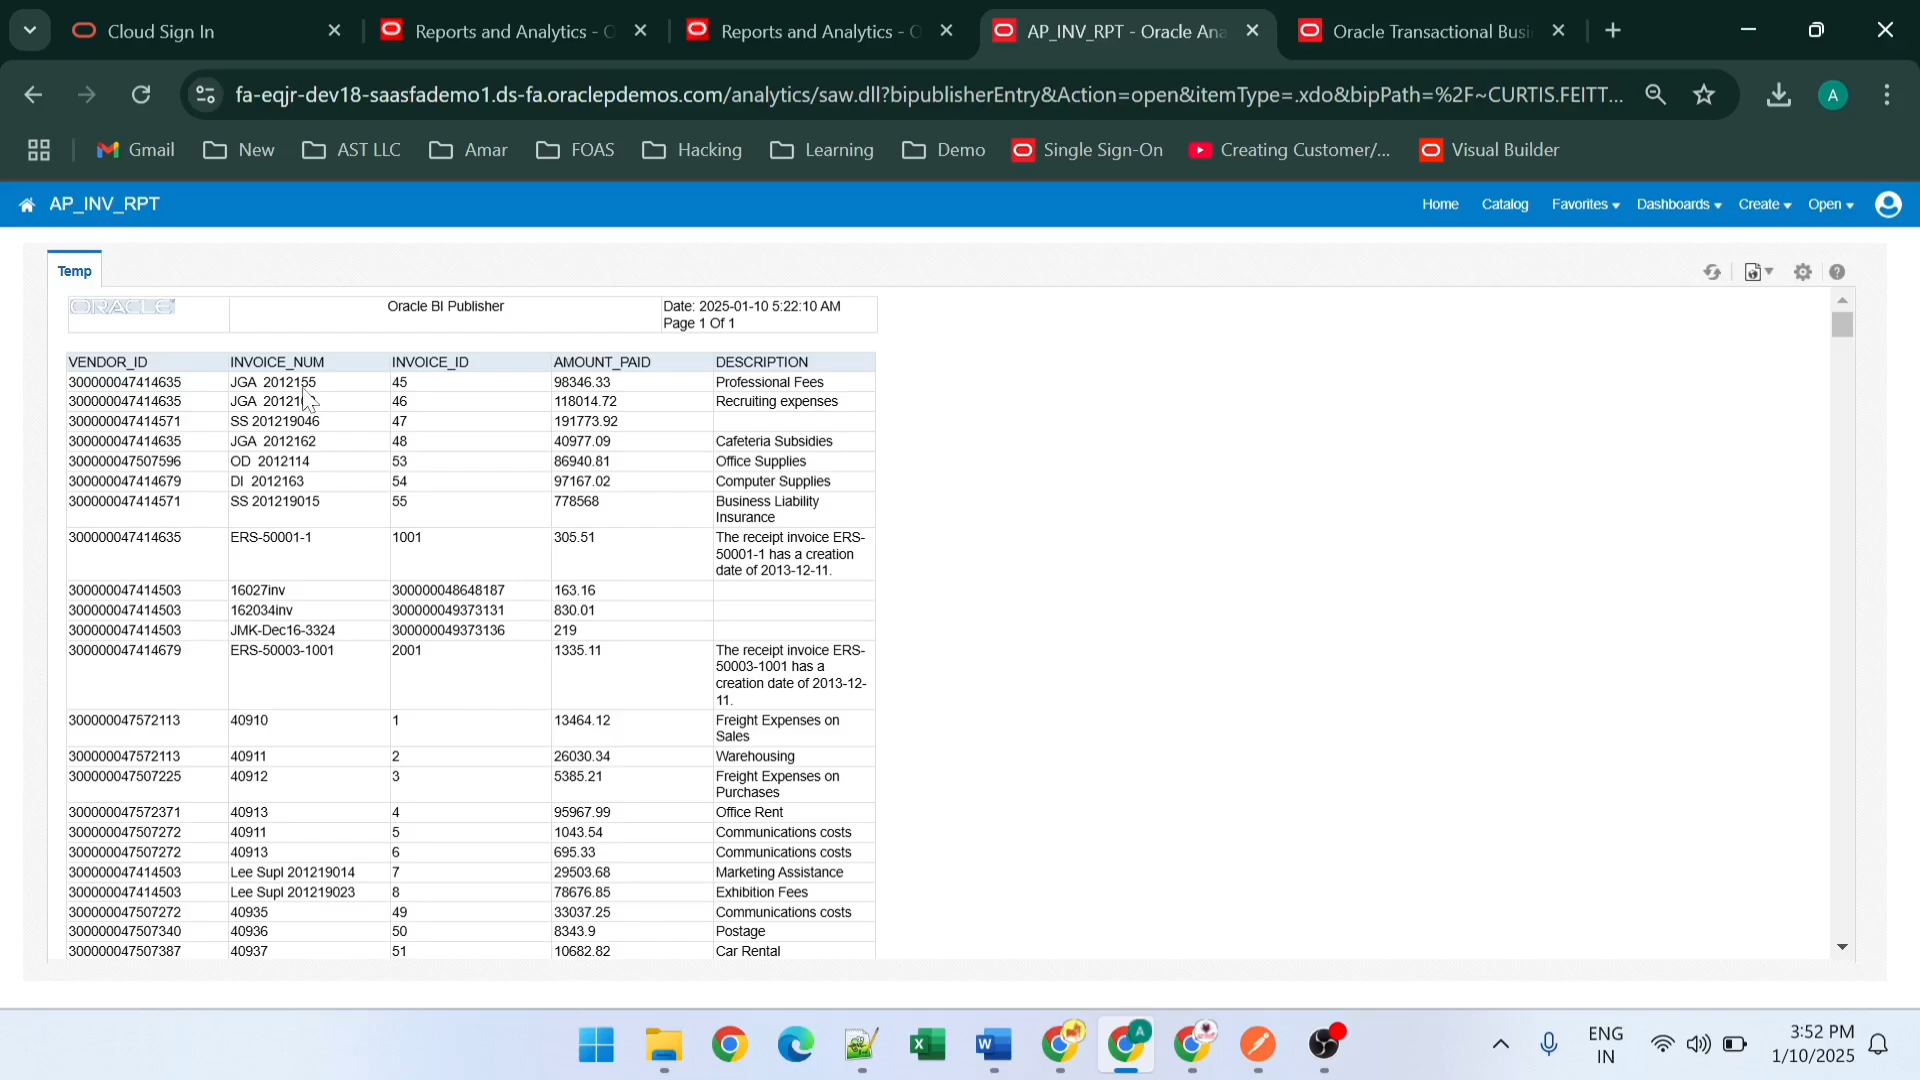 Cloud Sign In
Reports and Analytics - O
Reports and Analytics - O
AP_INV_RPT - Oracle Ana
Oracle Transactional Busi
fa-eqjr-dev18-saasfademo1.ds-fa.oraclepdemos.com/analytics/saw.dll?bipublisherEntry&Action=open&itemType=.xdo&bipPath=%2F~CURTIS.FEITT...
A
Gmail
New
AST LLC
Amar
FOAS
Hacking
Learning
Demo
Single Sign-On
Creating Customer/...
Visual Builder
AP_INV_RPT
Home
Catalog
Favorites
Dashboards
Create
Open
Temp
ORACLE
Oracle BI Publisher
Date: 2025-01-10 5:22:10 AM
Page 1 Of 1
VENDOR_ID INVOICE_NUM INVOICE_ID AMOUNT_PAID DESCRIPTION
300000047414635 JGA 2012155 45 98346.33 Professional Fees
300000047414635 JGA 46 118014.72 Recruiting expenses
300000047414571 SS 201219046 47 191773.92
300000047414635 JGA 2012162 48 40977.09 Cafeteria Subsidies
300000047507596 OD 2012114 53 86940.81 Office Supplies
300000047414679 DI 2012163 54 97167.02 Computer Supplies
300000047414571 SS 201219015 55 778568 Business Liability
Insurance
300000047414635 ERS-50001-1 1001 305.51 The receipt invoice ERS-
50001-1 has a creation
date of 2013-12-11.
300000047414503 16027inv 300000048648187 163.16
300000047414503 162034inv 300000049373131 830.01
300000047414503 JMK-Dec16-3324 300000049373136 219
300000047414679 ERS-50003-1001 2001 1335.11 The receipt invoice ERS-
50003-1001 has a
creation date of 2013-12-
11.
300000047572113 40910 1 13464.12 Freight Expenses on
Sales
300000047572113 40911 2 26030.34 Warehousing
300000047507225 40912 3 5385.21 Freight Expenses on
Purchases
300000047572371 40913 4 95967.99 Office Rent
300000047507272 40911 5 1043.54 Communications costs
300000047507272 40913 6 695.33 Communications costs
300000047414503 Lee Supl 201219014 7 29503.68 Marketing Assistance
300000047414503 Lee Supl 201219023 8 78676.85 Exhibition Fees
300000047507272 40935 49 33037.25 Communications costs
300000047507340 40936 50 8343.9 Postage
300000047507387 40937 51 10682.82 Car Rental
ENG
IN
3:52 PM
1/10/2025